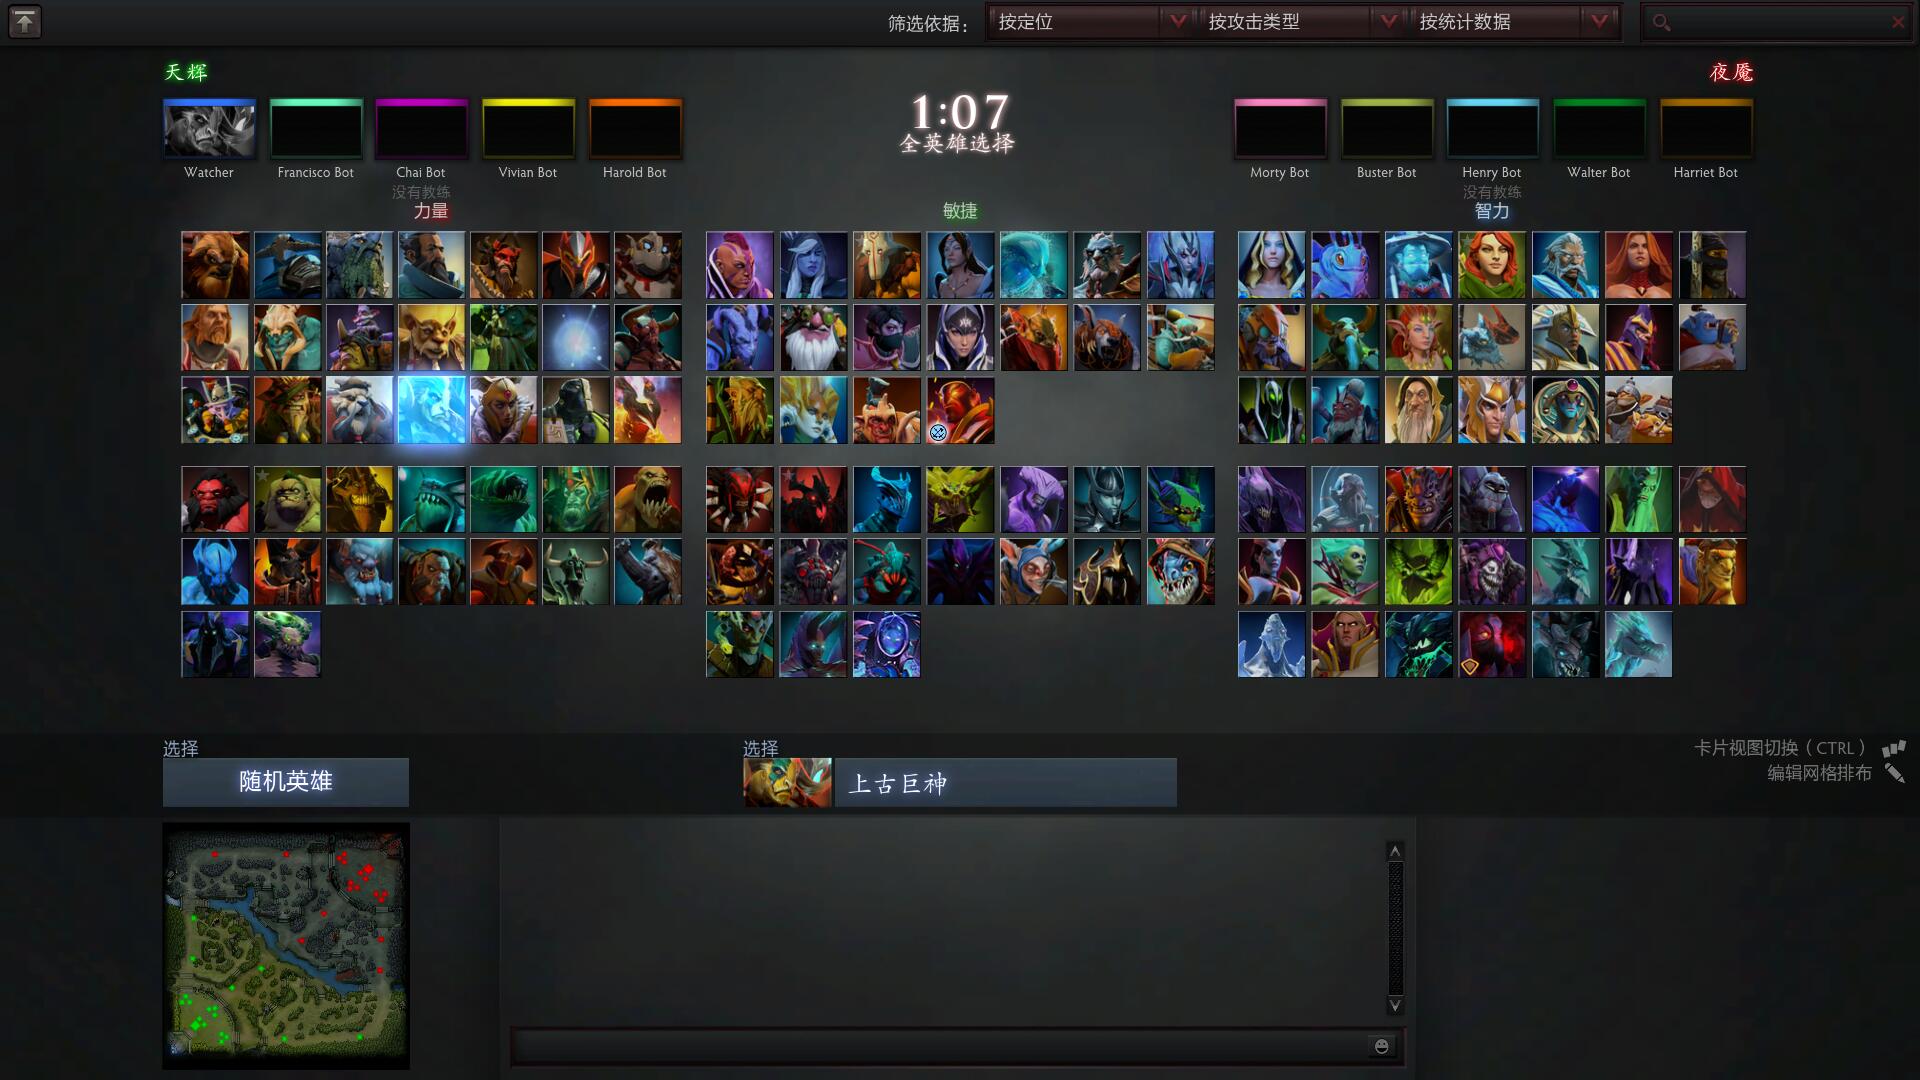 筛选依据：
按定位
按攻击类型
按统计数据
天辉
夜魇
1:07
全英雄选择
Watcher
Francisco Bot
Chai Bot
Vivian Bot
Harold Bot
Morty Bot
Buster Bot
Henry Bot
Walter Bot
Harriet Bot
没有教练
没有教练
力量
敏捷
智力
选择
随机英雄
选择
上古巨神
卡片视图切换（CTRL）
编辑网格排布